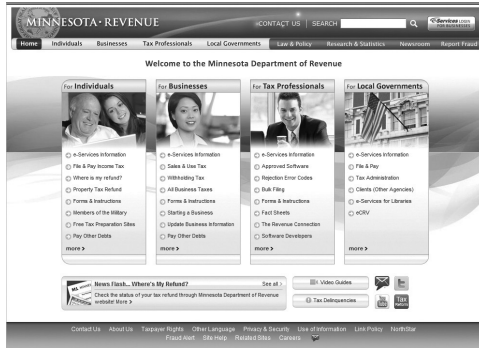 MINNESOTA • REVENUE
CONTACT US | SEARCH
e-Services LOGIN
FOR BUSINESSES
Home Individuals Businesses Tax Professionals Local Governments Law & Policy Research & Statistics Newsroom Report Fraud
Welcome to the Minnesota Department of Revenue
For Individuals
e-Services Information
File & Pay Income Tax
Where is my refund?
Property Tax Refund
Forms & Instructions
Members of the Military
Free Tax Preparation Sites
Pay Other Debts
more >
For Businesses
e-Services Information
Sales & Use Tax
Withholding Tax
All Business Taxes
Forms & Instructions
Starting a Business
Update Business Information
Pay Other Debts
more >
For Tax Professionals
e-Services Information
Approved Software
Rejection Error Codes
Bulk Filing
Forms & Instructions
Fact Sheets
The Revenue Connection
Software Developers
more >
For Local Governments
e-Services Information
File & Pay
Tax Administration
Clients (Other Agencies)
e-Services for Libraries
eCRV
more >
News Flash... Where's My Refund? See all
Check the status of your tax refund through Minnesota Department of Revenue
website! More >
Video Guides
Tax Delinquencies
You
Tube
Tax
Contact Us About Us Taxpayer Rights Other Language Privacy & Security Use of Information Link Policy NorthStar
Fraud Alert Site Help Related Sites Careers